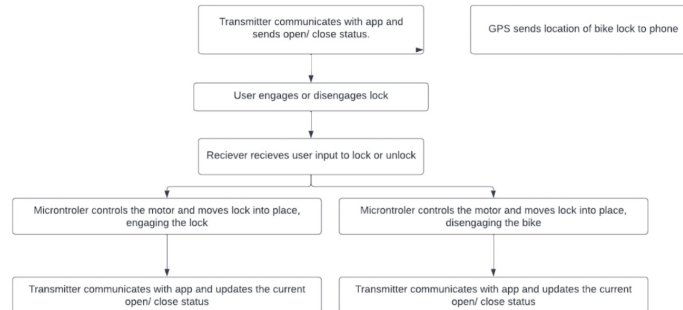 Transmitter communicates with app and
sends open/ close status.
GPS sends location of bike lock to phone
User engages or disengages lock
Reciever recieves user input to lock or unlock
Microntroler controls the motor and moves lock into place,
engaging the lock
Microntroler controls the motor and moves lock into place,
disengaging the bike
Transmitter communicates with app and updates the current
open/ close status
Transmitter communicates with app and updates the current
open/ close status